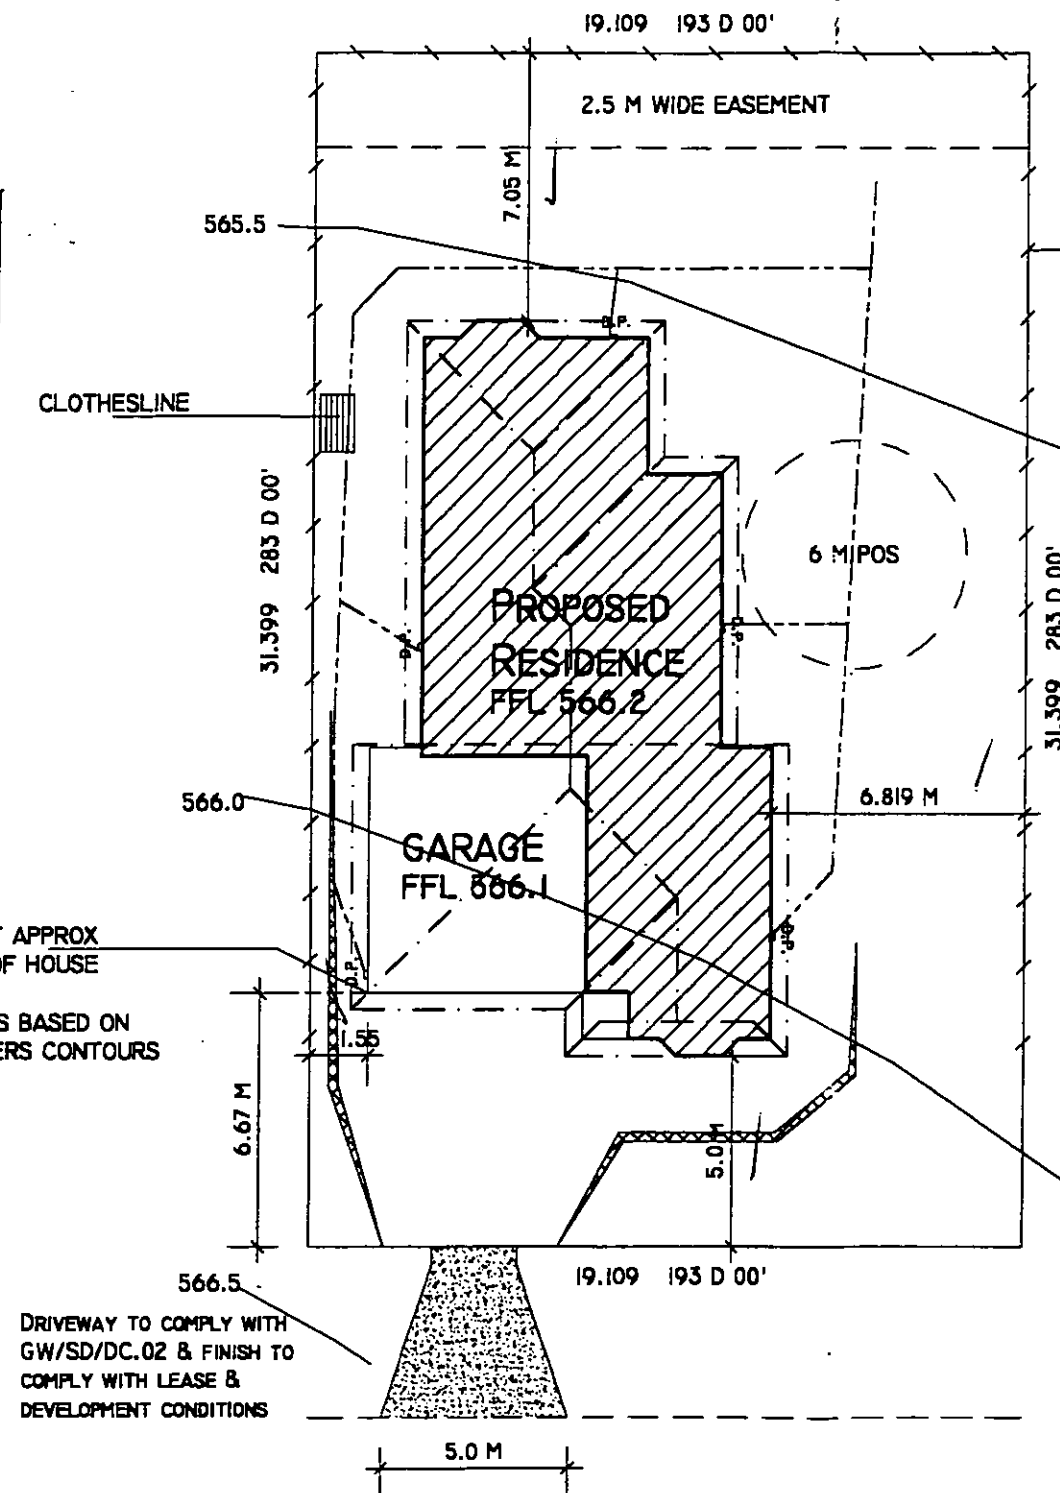 19.109 193 D 00'
2.5 M WIDE EASEMENT
7.05 M
565.5
D.P.
CLOTHESLINE
31.399 283 D 00'
6 M POS
31.399 283 D 00'
PROPOSED
RESIDENCE
FFL 566.2
D.P.
D.P.
566.0
6.819 M
GARAGE
FFL 566.1
APPROX
OF HOUSE
D.P.
D.P.
S BASED ON
ERS CONTOURS
1.55
6.67 M
5.0 M
566.5
19.109 193 D 00'
DRIVEWAY TO COMPLY WITH
GW/SD/DC.02 & FINISH TO
COMPLY WITH LEASE &
DEVELOPMENT CONDITIONS
5.0 M